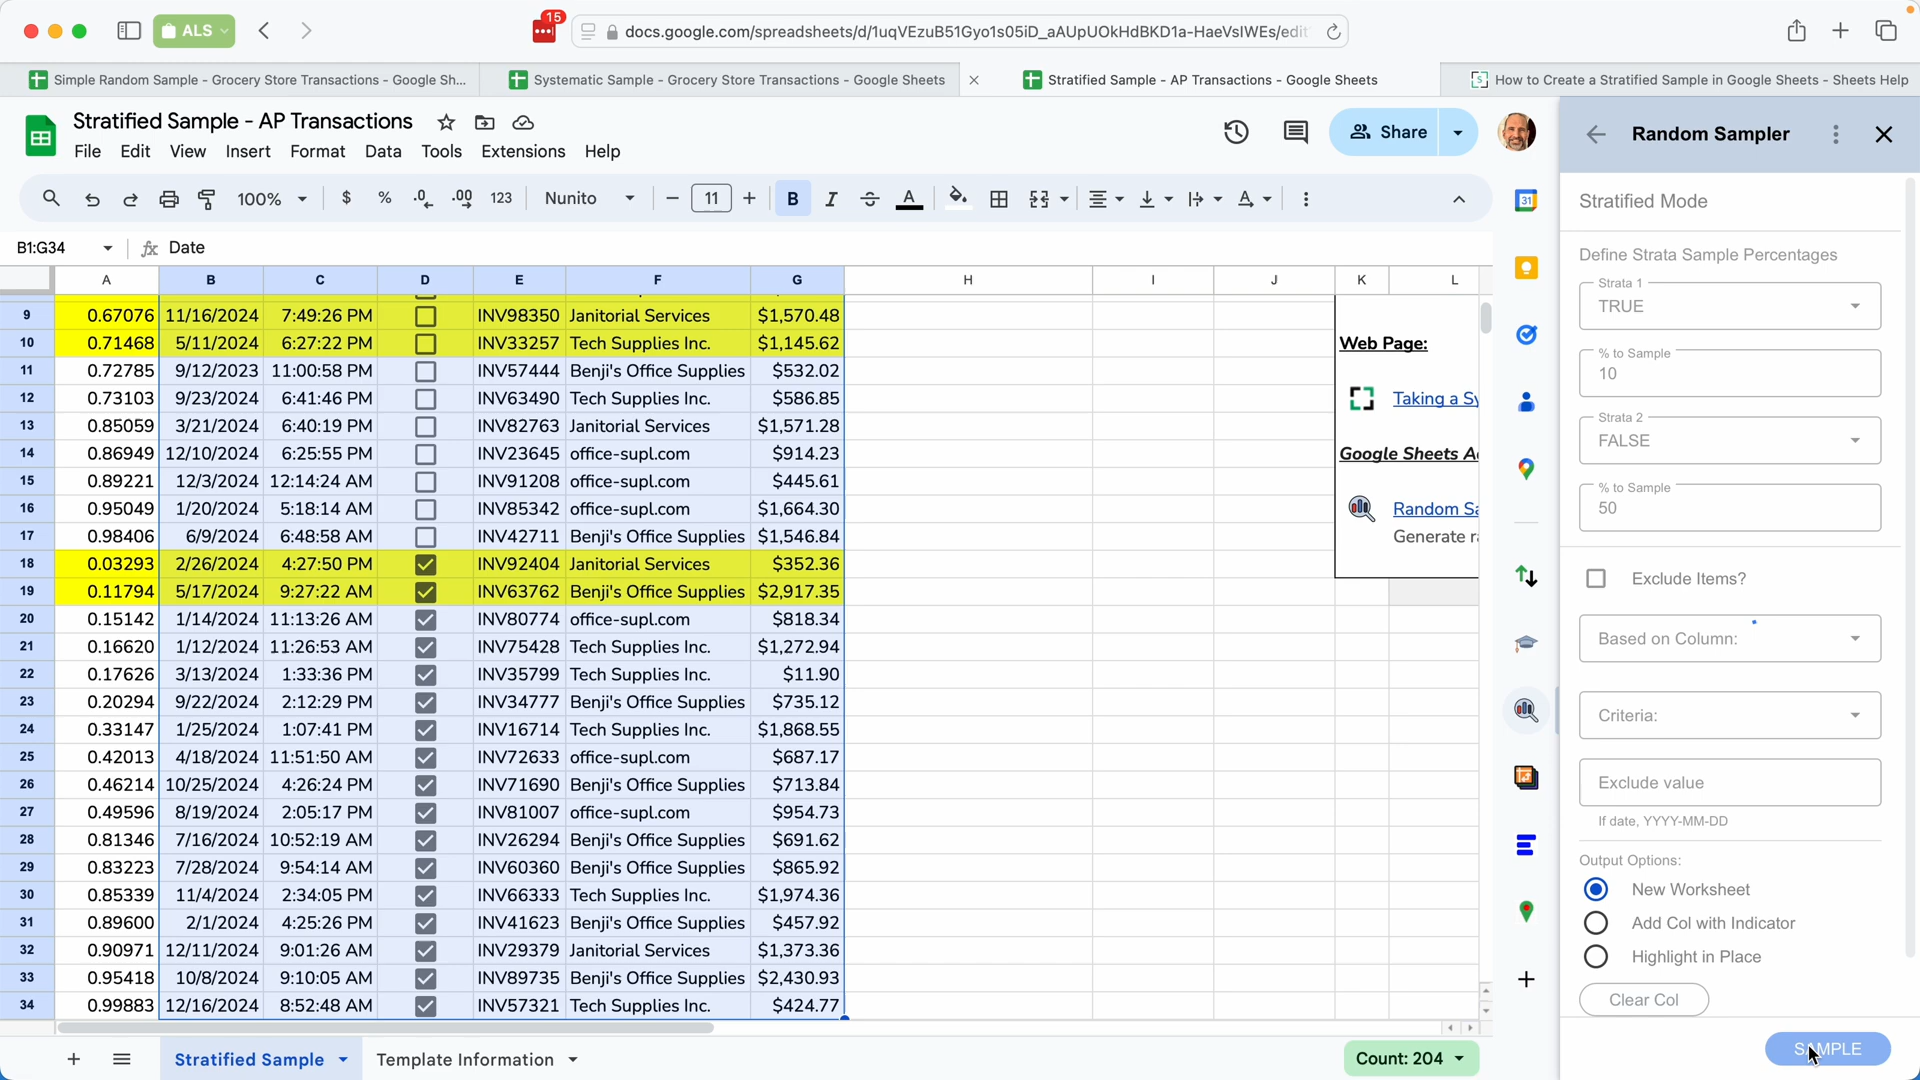 ALS
15
docs.google.com/spreadsheets/d/1uqVEzuB51Gyo1s05iD_aAUpUOkHdBKD1a-HaeVsIWEs/edit
Simple Random Sample - Grocery Store Transactions - Google Sh...
Systematic Sample - Grocery Store Transactions - Google Sheets
Stratified Sample - AP Transactions - Google Sheets
How to Create a Stratified Sample in Google Sheets - Sheets Help
Stratified Sample - AP Transactions
File Edit View Insert Format Data Tools Extensions Help
Share
100% $ % .0 .00 123 Nunito 11 B I A
B1:G34 fx Date
A B C D E F G H I J K L
9 0.67076 11/16/2024 7:49:26 PM INV98350 Janitorial Services $1,570.48
10 0.71468 5/11/2024 6:27:22 PM INV33257 Tech Supplies Inc. $1,145.62
11 0.72785 9/12/2023 11:00:58 PM INV57444 Benji's Office Supplies $532.02
12 0.73103 9/23/2024 6:41:46 PM INV63490 Tech Supplies Inc. $586.85
13 0.85059 3/21/2024 6:40:19 PM INV82763 Janitorial Services $1,571.28
14 0.86949 12/10/2024 6:25:55 PM INV23645 office-supl.com $914.23
15 0.89221 12/3/2024 12:14:24 AM INV91208 office-supl.com $445.61
16 0.95049 1/20/2024 5:18:14 AM INV85342 office-supl.com $1,664.30
17 0.98406 6/9/2024 6:48:58 AM INV42711 Benji's Office Supplies $1,546.84
18 0.03293 2/26/2024 4:27:50 PM INV92404 Janitorial Services $352.36
19 0.11794 5/17/2024 9:27:22 AM INV63762 Benji's Office Supplies $2,917.35
20 0.15142 1/14/2024 11:13:26 AM INV80774 office-supl.com $818.34
21 0.16620 1/12/2024 11:26:53 AM INV75428 Tech Supplies Inc. $1,272.94
22 0.17626 3/13/2024 1:33:36 PM INV35799 Tech Supplies Inc. $11.90
23 0.20294 9/22/2024 2:12:29 PM INV34777 Benji's Office Supplies $735.12
24 0.33147 1/25/2024 1:07:41 PM INV16714 Tech Supplies Inc. $1,868.55
25 0.42013 4/18/2024 11:51:50 AM INV72633 office-supl.com $687.17
26 0.46214 10/25/2024 4:26:24 PM INV71690 Benji's Office Supplies $713.84
27 0.49596 8/19/2024 2:05:17 PM INV81007 office-supl.com $954.73
28 0.81346 7/16/2024 10:52:19 AM INV26294 Benji's Office Supplies $691.62
29 0.83223 7/28/2024 9:54:14 AM INV60360 Benji's Office Supplies $865.92
30 0.85339 11/4/2024 2:34:05 PM INV66333 Tech Supplies Inc. $1,974.36
31 0.89600 2/1/2024 4:25:26 PM INV41623 Benji's Office Supplies $457.92
32 0.90971 12/11/2024 9:01:26 AM INV29379 Janitorial Services $1,373.36
33 0.95418 10/8/2024 9:10:05 AM INV89735 Benji's Office Supplies $2,430.93
34 0.99883 12/16/2024 8:52:48 AM INV57321 Tech Supplies Inc. $424.77
Web Page:
Taking a Sy
Google Sheets A
Random Sa
Generate r
31
Stratified Sample
Template Information
Count: 204
Random Sampler
Stratified Mode
Define Strata Sample Percentages
Strata 1
TRUE
% to Sample
10
Strata 2
FALSE
% to Sample
50
Exclude Items?
Based on Column:
Criteria:
Exclude value
If date, YYYY-MM-DD
Output Options:
New Worksheet
Add Col with Indicator
Highlight in Place
Clear Col
SAMPLE